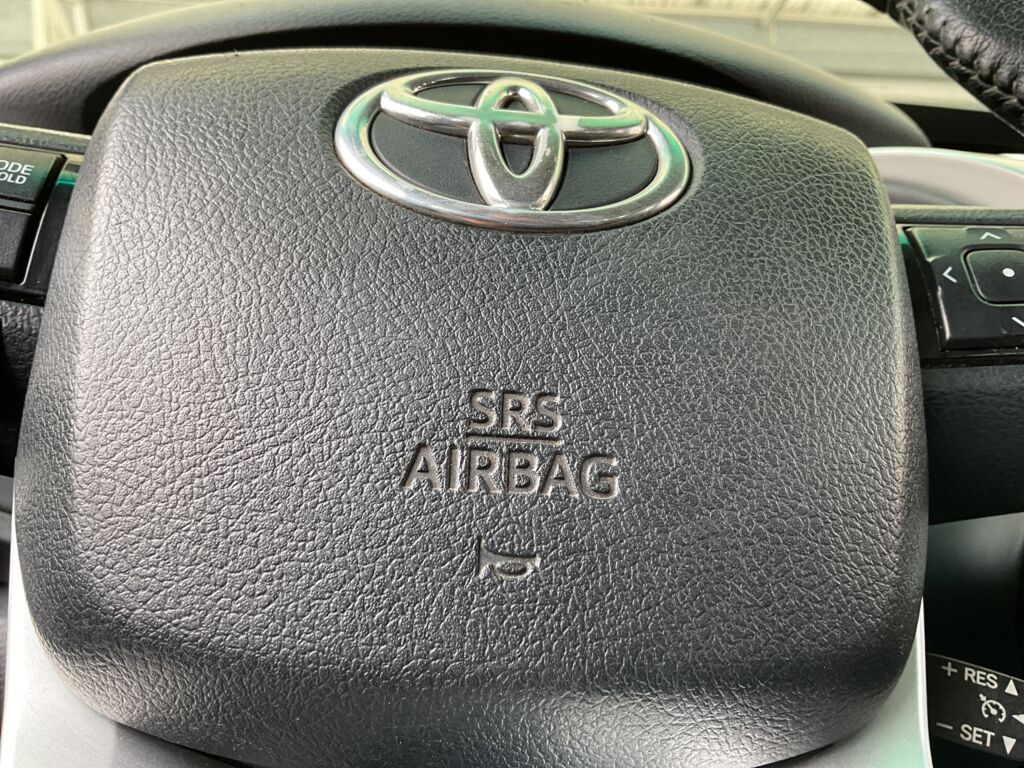 ODE
OLD
SRS
AIRBAG
+ RES
- SET